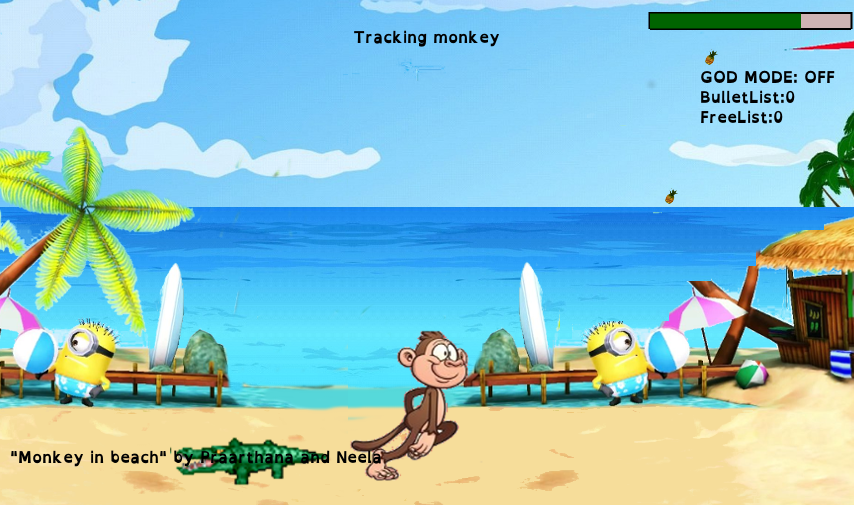 Tracking monkey
GOD MODE: OFF
BulletList:0
FreeList:0
"Monkey in beach" by Praarthana and Neela